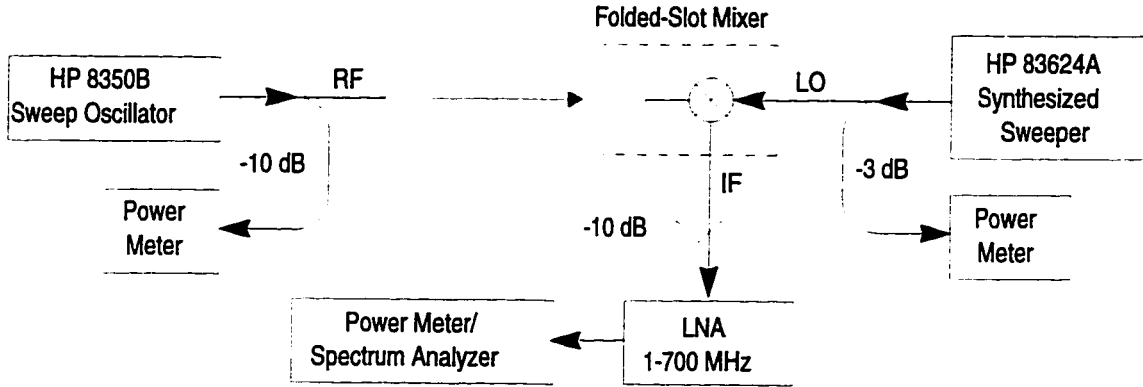 Folded-Slot Mixer
HP 8350B
Sweep Oscillator
RF
LO
HP 83624A
Synthesized
Sweeper
-10 dB
-3 dB
IF
Power
Meter
-10 dB
Power
Meter
Power Meter/
Spectrum Analyzer
LNA
1-700 MHz